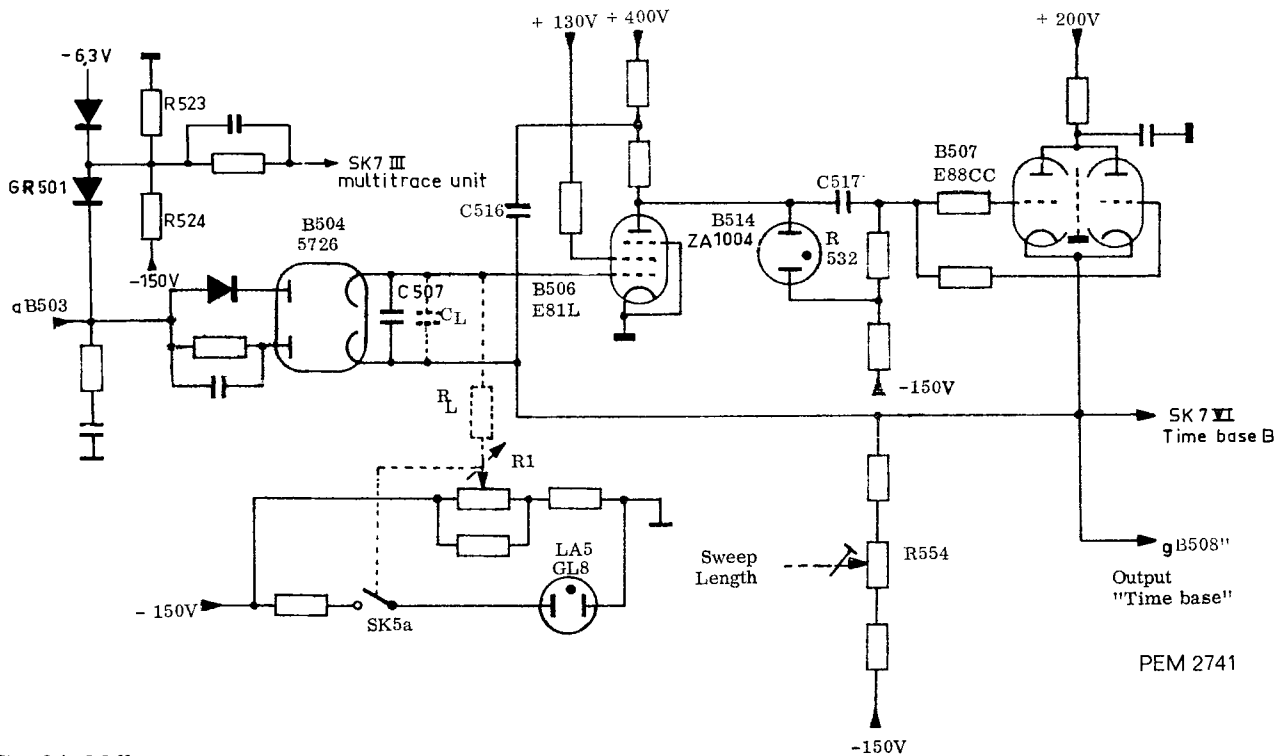 + 130V
÷ 400V
+ 200V
-6,3V
R523
SK7 III
multitrace unit
GR501
R524
-150V
B504
5726
aB503
C507
CL
C516
B506
E81L
C517
B514
ZA1004
R
532
B507
E88CC
-150V
RL
R1
SK7 VI
Time base B
LA5
GL8
- 150V
SK5a
Sweep
Length
R554
gB508"
Output
"Time base"
PEM 2741
-150V